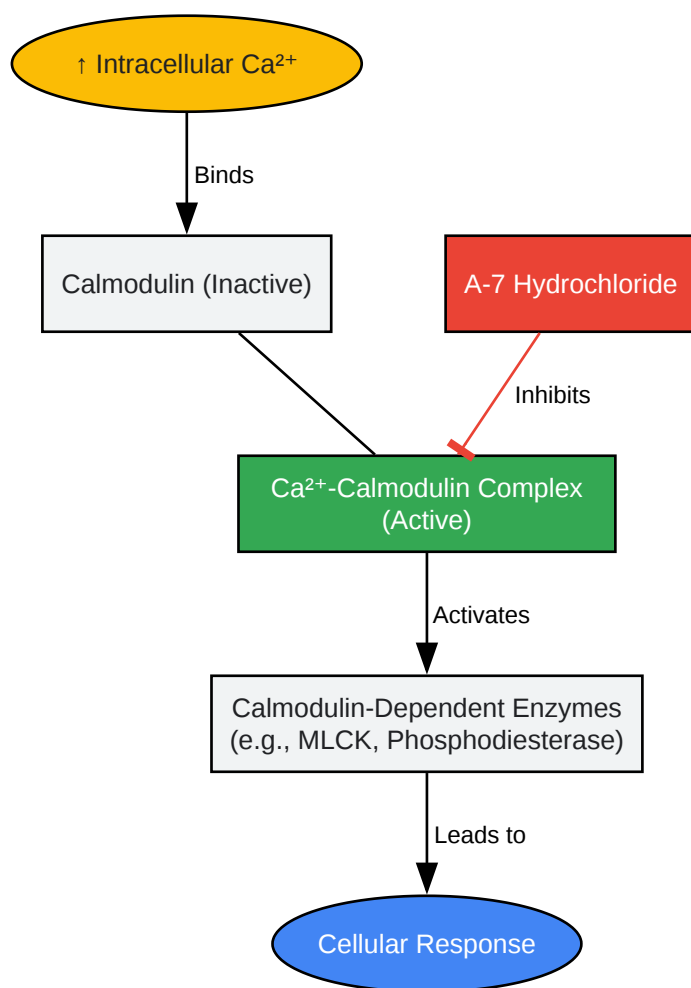 ↑ Intracellular Ca²⁺
Binds
Calmodulin (Inactive)
A-7 Hydrochloride
Inhibits
Ca²⁺-Calmodulin Complex
(Active)
Activates
Calmodulin-Dependent Enzymes
(e.g., MLCK, Phosphodiesterase)
Leads to
Cellular Response